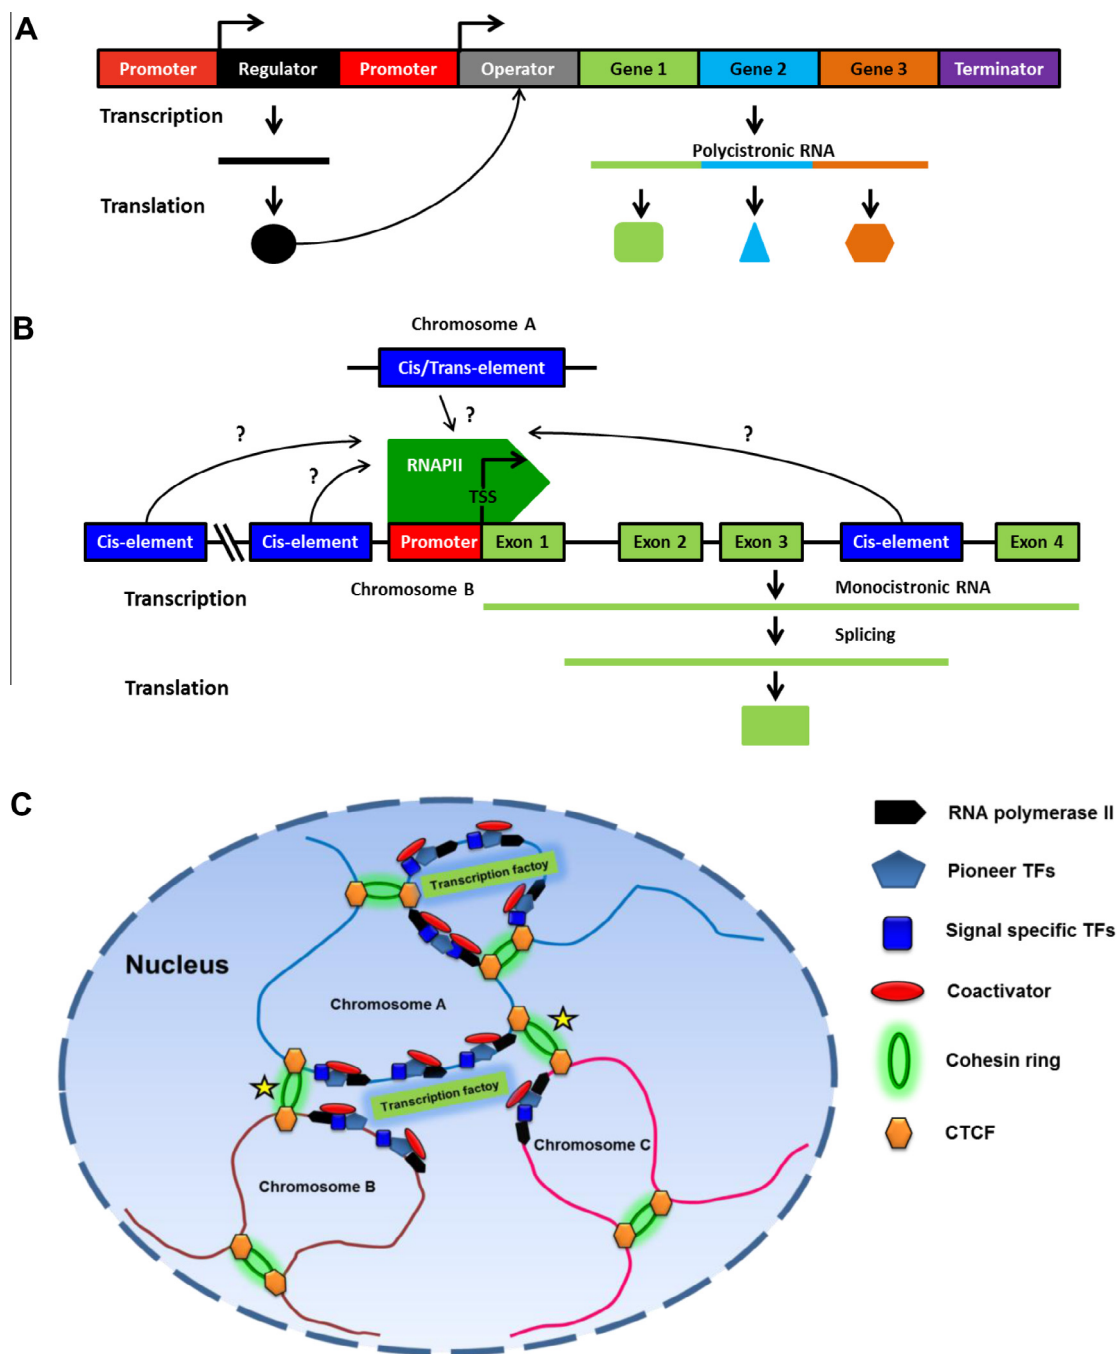 A
Promoter Regulator Promoter Operator Gene 1 Gene 2 Gene 3 Terminator
Transcription
Polycistronic RNA
Translation
B
Chromosome A
Cis/Trans-element
?
?
?
?
RNAPII
TSS
Cis-element Cis-element Promoter Exon 1 Exon 2 Exon 3 Cis-element Exon 4
Chromosome B
Transcription
Monocistronic RNA
Splicing
Translation
C
Nucleus
Transcription factoy
Chromosome A
Transcription factoy
Chromosome B
Chromosome C
RNA polymerase II
Pioneer TFs
Signal specific TFs
Coactivator
Cohesin ring
CTCF